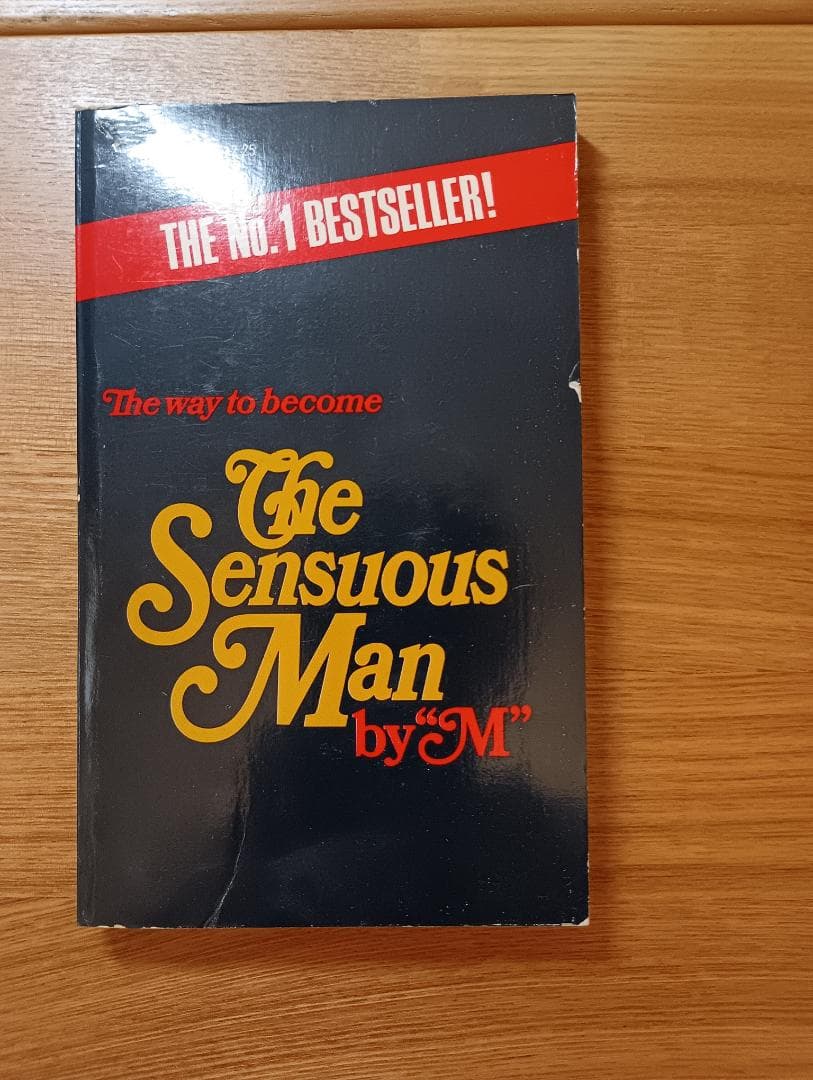 THE No.1 BESTSELLER!
The way to become
The
Sensuous
Man
by “M”